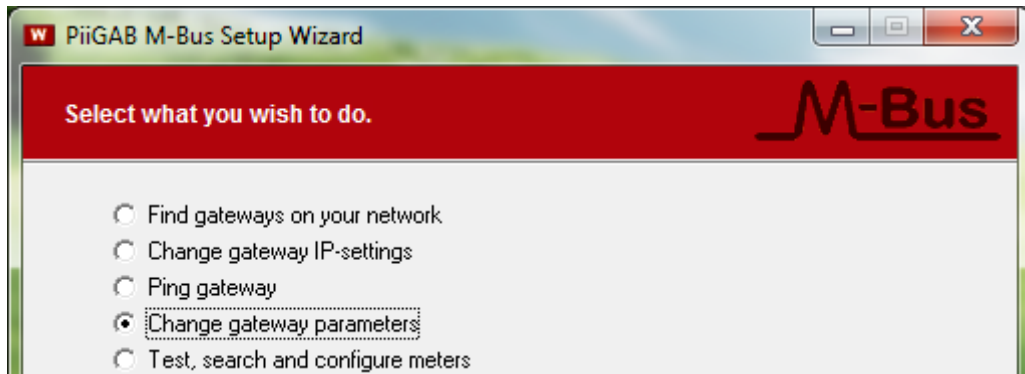 PiiGAB M-Bus Setup Wizard
Select what you wish to do.
M-Bus
Find gateways on your network
Change gateway IP-settings
Ping gateway
Change gateway parameters
Test, search and configure meters